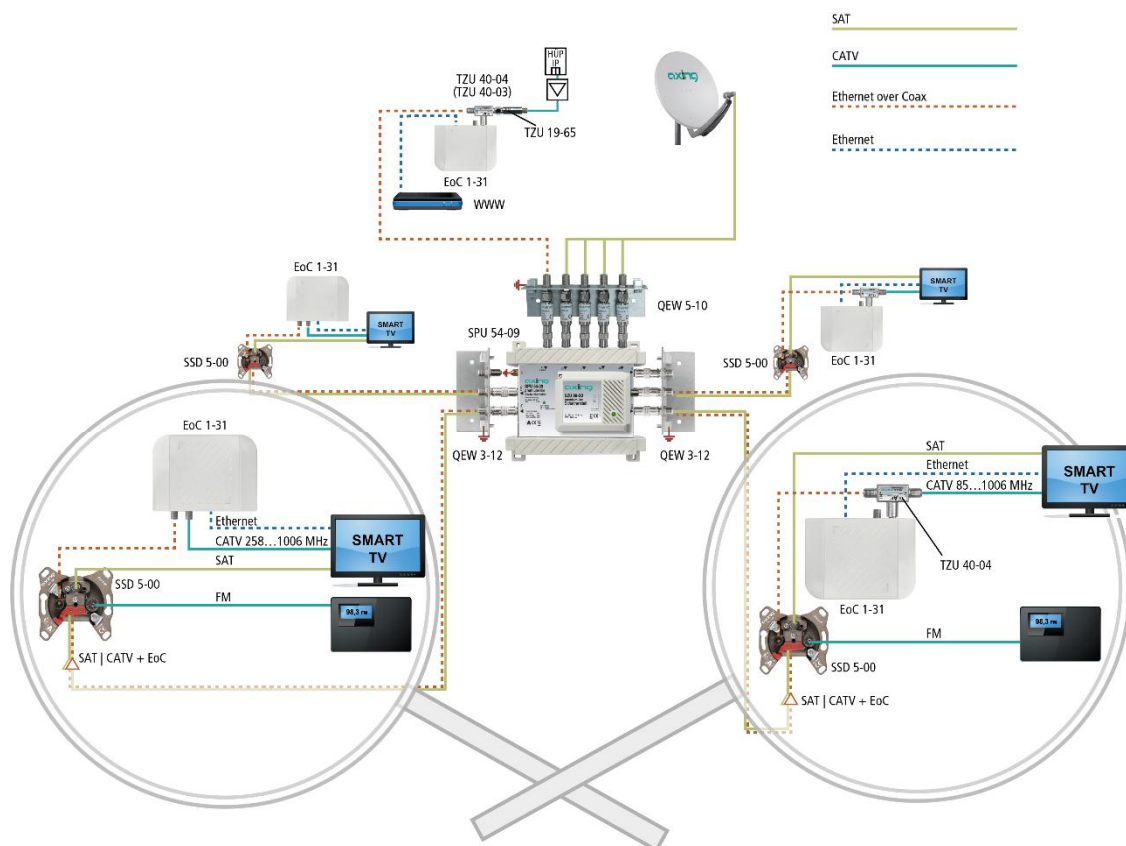 SAT
CATV
Ethernet over Coax
Ethernet
HÜP
IP
TZU 40-04
(TZU 40-03)
TZU 19-65
EoC 1-31
WWW
axing
EoC 1-31
SMART
TV
SSD 5-00
QEW 5-10
SPU 54-09
axing
axing
QEW 3-12
QEW 3-12
SMART
TV
EoC 1-31
SSD 5-00
EoC 1-31
Ethernet
CATV 258...1006 MHz
SAT
SMART
TV
SSD 5-00
FM
98,3 FM
SAT | CATV + EoC
SAT
Ethernet
CATV 85...1006 MHz
SMART
TV
TZU 40-04
EoC 1-31
FM
98,3 FM
SSD 5-00
SAT | CATV + EoC